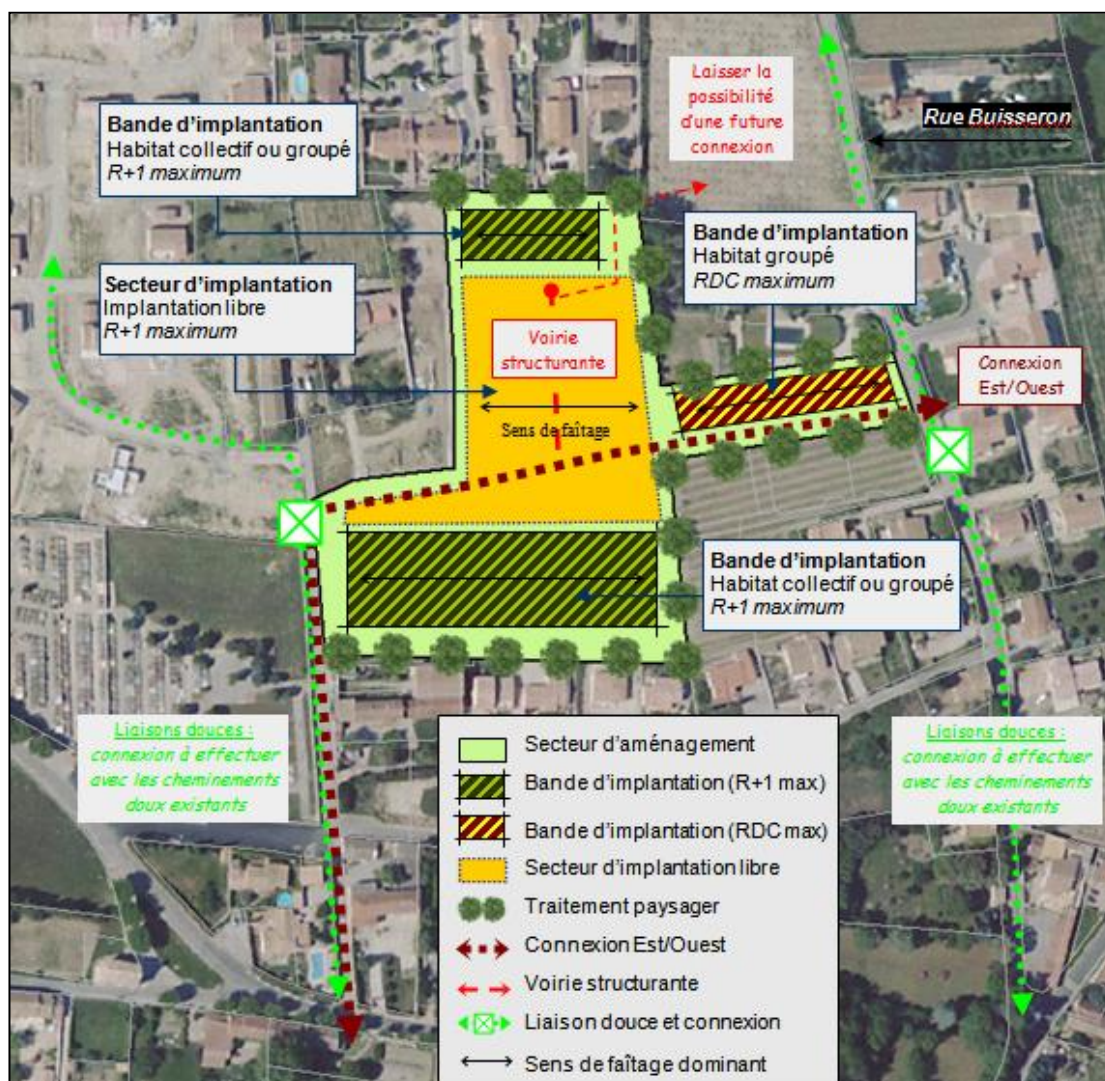 Laisser la
possibilité
d'une future
connexion
Rue Buisseron
Bande d'implantation
Habitat collectif ou groupé
R+1 maximum
Bande d'implantation
Habitat groupé
RDC maximum
Secteur d'implantation
Implantation libre
R+1 maximum
Voirie
structurante
Connexion
Est/Ouest
Sens de faîtage
Bande d'implantation
Habitat collectif ou groupé
R+1 maximum
Liaisons douces :
connexion à effectuer
avec les cheminements
doux existants
Liaisons douces :
connexion à effectuer
avec les cheminements
doux existants
Secteur d'aménagement
Bande d'implantation (R+1 max)
Bande d'implantation (RDC max)
Secteur d'implantation libre
Traitement paysager
Connexion Est/Ouest
Voirie structurante
Liaison douce et connexion
Sens de faîtage dominant